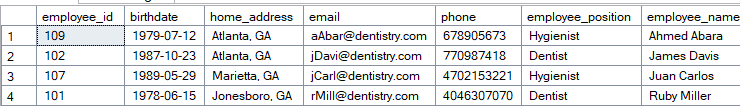 employee_id birthdate home_address email phone employee_position employee_name
1 109 1979-07-12 Atlanta, GA aAbar@dentistry.com 678905673 Hygienist Ahmed Abara
2 102 1987-10-23 Atlanta, GA jDavi@dentistry.com 770987418 Dentist James Davis
3 107 1989-05-29 Marietta, GA jCarl@dentistry.com 4702153221 Hygienist Juan Carlos
4 101 1978-06-15 Jonesboro, GA rMill@dentistry.com 4046307070 Dentist Ruby Miller